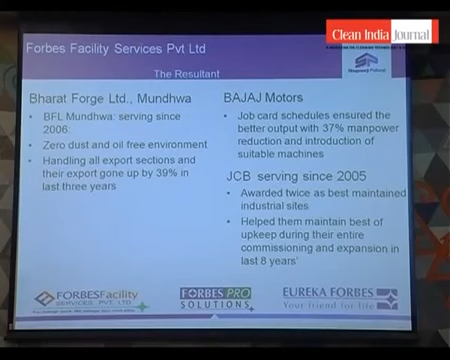 Clean India Journal
Forbes Facility Services Pvt Ltd
The Resultant
Shapoorji Pallonji
Bharat Forge Ltd., Mundhwa
• BFL Mundhwa: serving since
2006:
• Zero dust and oil free environment
• Handling all export sections and
their export gone up by 39% in
last three years
BAJAJ Motors
• Job card schedules ensured the
better output with 37% manpower
reduction and introduction of
suitable machines
JCB serving since 2005
• Awarded twice as best maintained
industrial sites
• Helped them maintain best of
upkeep during their entire
commissioning and expansion in
last 8 years'
FORBESFacility
SERVICES PVT. LTD.
FORBES PRO
SOLUTIONS
EUREKA FORBES
Your friend for life